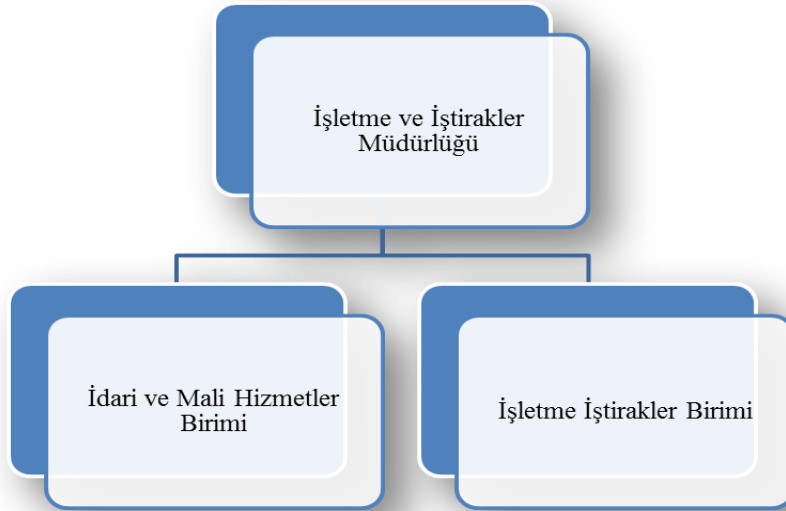 İşletme ve İştirakler
Müdürlüğü
İdari ve Mali Hizmetler
Birimi
İşletme İştirakler Birimi